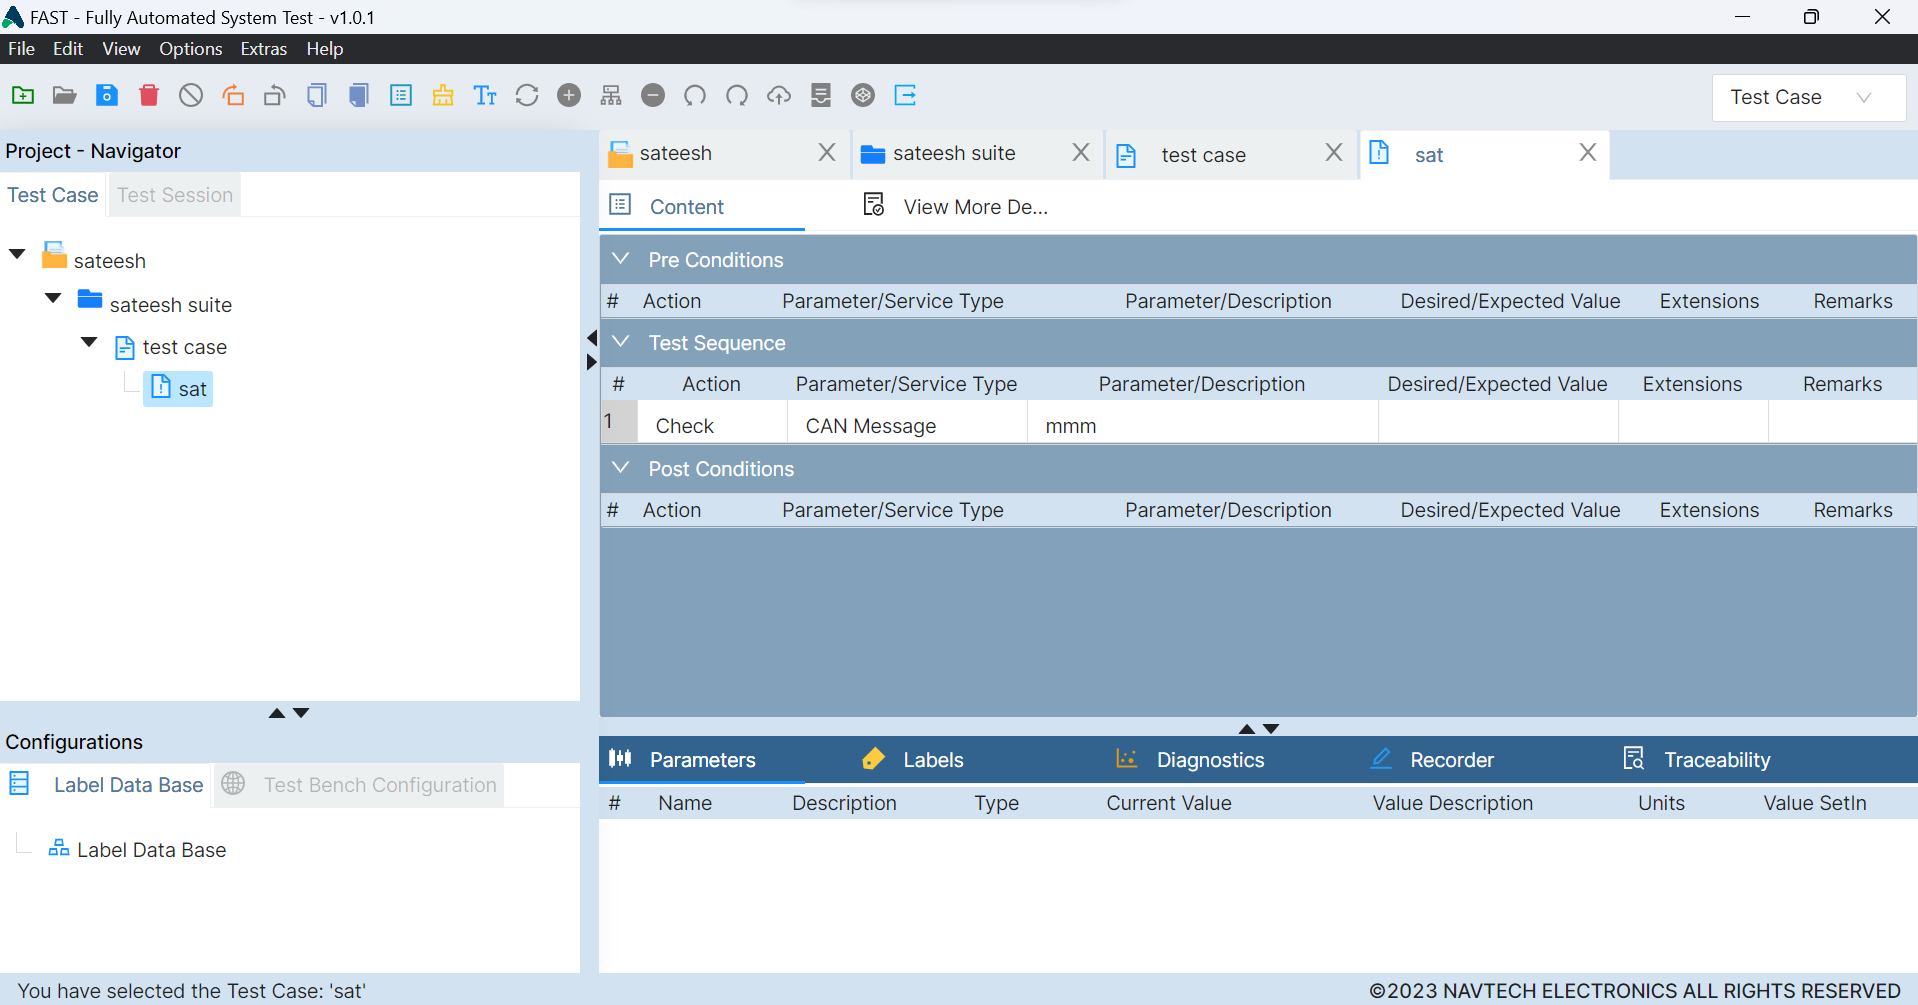 FAST - Fully Automated System Test - v1.0.1
File Edit View Options Extras Help
Test Case
Project - Navigator
Test Case Test Session
sateesh
sateesh suite
test case
sat
sateesh sateesh suite test case sat
Content View More De...
Pre Conditions
# Action Parameter/Service Type Parameter/Description Desired/Expected Value Extensions Remarks
Test Sequence
# Action Parameter/Service Type Parameter/Description Desired/Expected Value Extensions Remarks
1 Check CAN Message mmm
Post Conditions
# Action Parameter/Service Type Parameter/Description Desired/Expected Value Extensions Remarks
Configurations
Label Data Base Test Bench Configuration
Label Data Base
Parameters Labels Diagnostics Recorder Traceability
# Name Description Type Current Value Value Description Units Value SetIn
You have selected the Test Case: 'sat'
©2023 NAVTECH ELECTRONICS ALL RIGHTS RESERVED